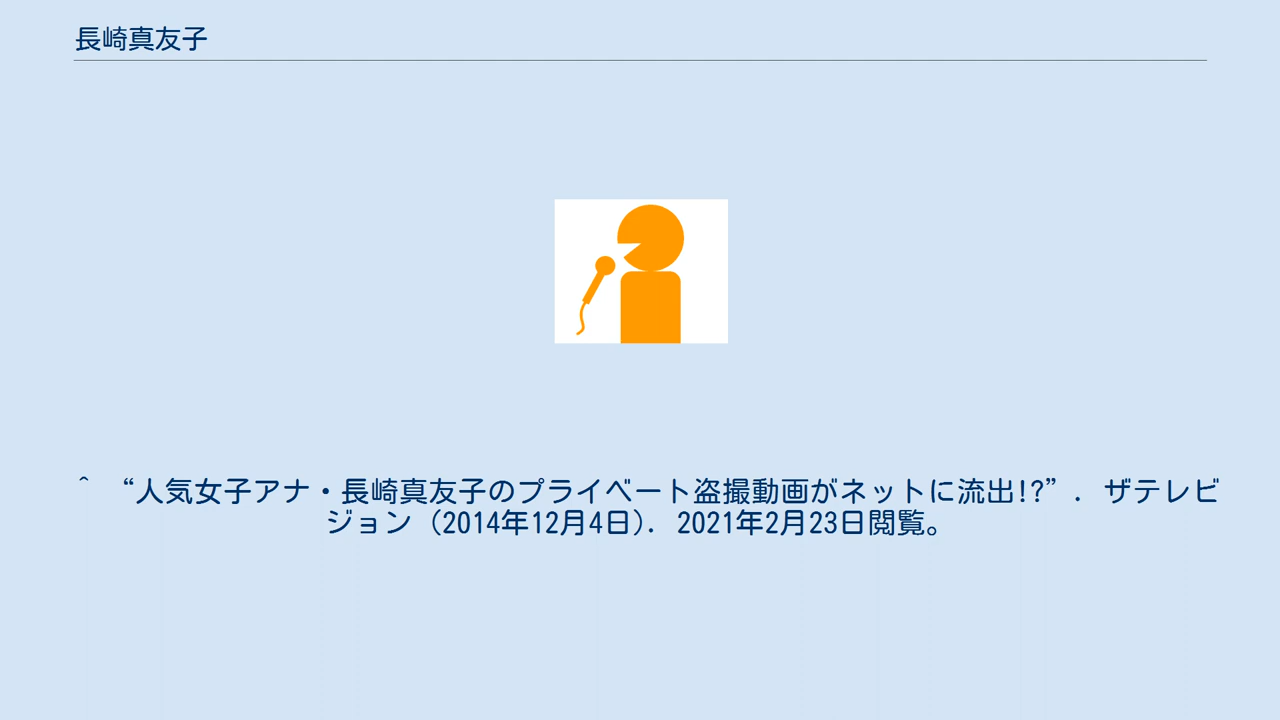 長崎真友子
^ “人気女子アナ・長崎真友子のプライベート盗撮動画がネットに流出!?”. ザテレビ
ジョン (2014年12月4日). 2021年2月23日閲覧。